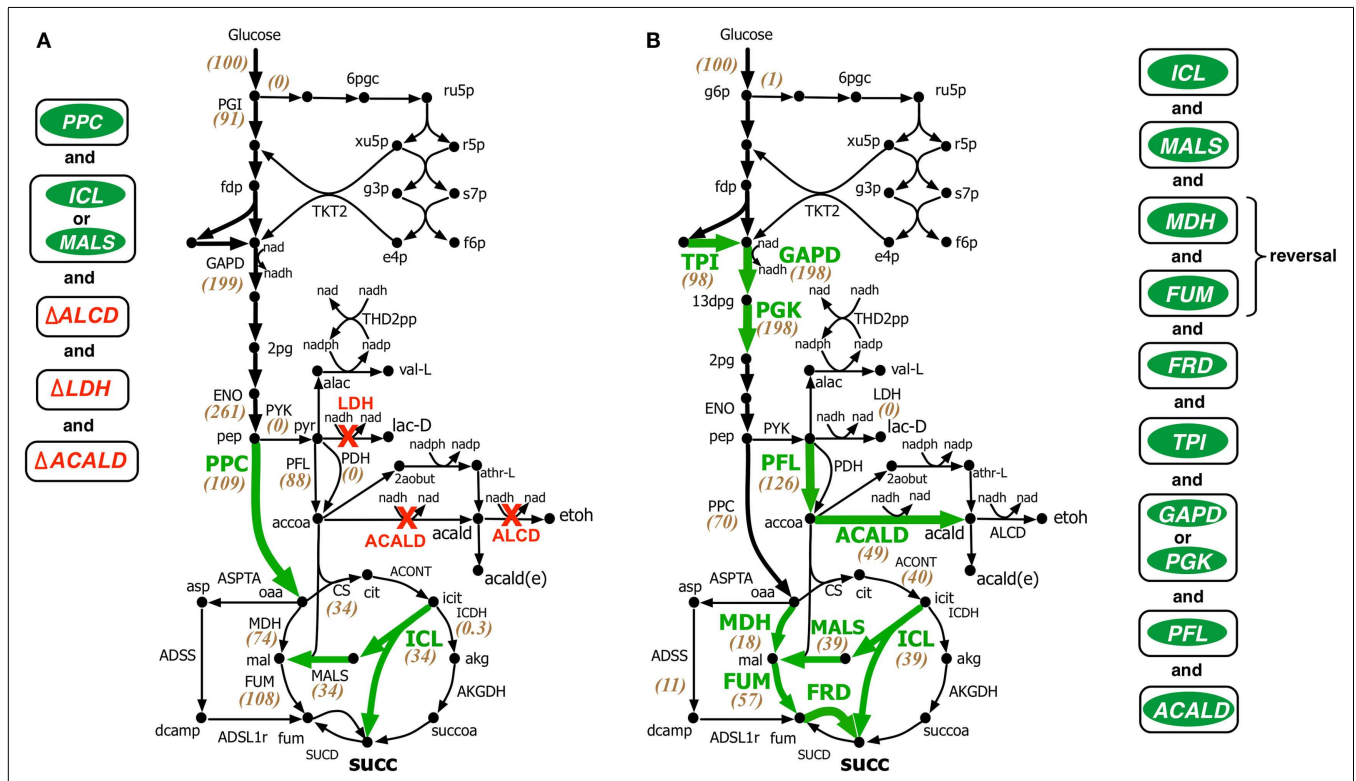 A
Glucose
(100)
(0)
6pgc
ru5p
PGI
(91)
xu5p
r5p
fdp
g3p
s7p
TKT2
nad
GAPD
nadh
(199)
e4p
f6p
nad
nadh
THD2pp
nadph
nadp
2pg
alac
val-L
ENO
(261)
PYK
(0)
LDH
nadh
nad
pep
pyr
X
lac-D
PPC
(109)
PFL
(88)
PDH
(0)
nadph
nadp
2aobut
athr-L
nadh
nad
nadh
nad
accoa
X
acald
X
etoh
ACALD
ALCD
acald(e)
asp
ASPTA
oaa
CS
(34)
cit
ACONT
icit
MDH
(74)
ICL
(34)
ICDH
(0.3)
ADSS
mal
MALS
(34)
akg
FUM
(108)
AKGDH
dcamp
ADSL1r
fum
succoa
SUCD
succ
PPC
and
ICL
or
MALS
and
ΔALCD
and
ΔLDH
and
ΔACALD
B
Glucose
(100)
(1)
g6p
6pgc
ru5p
xu5p
r5p
fdp
g3p
s7p
TKT2
nad
TPI
(98)
nadh
GAPD
(198)
e4p
f6p
13dpg
PGK
(198)
nad
nadh
THD2pp
nadph
nadp
2pg
alac
val-L
ENO
LDH
(0)
nadh
nad
pep
PYK
pyr
lac-D
PFL
(126)
PDH
nadph
nadp
2aobut
athr-L
PPC
(70)
nadh
nad
nadh
nad
accoa
acald
etoh
ACALD
(49)
ALCD
acald(e)
asp
ASPTA
oaa
CS
cit
ACONT
(40)
icit
MDH
(18)
MALS
(39)
ICL
(39)
ICDH
ADSS
(11)
mal
akg
FUM
(57)
FRD
AKGDH
dcamp
ADSL1r
fum
succoa
SUCD
succ
ICL
and
MALS
and
MDH
and
reversal
FUM
and
FRD
and
TPI
and
GAPD
or
PGK
and
PFL
and
ACALD